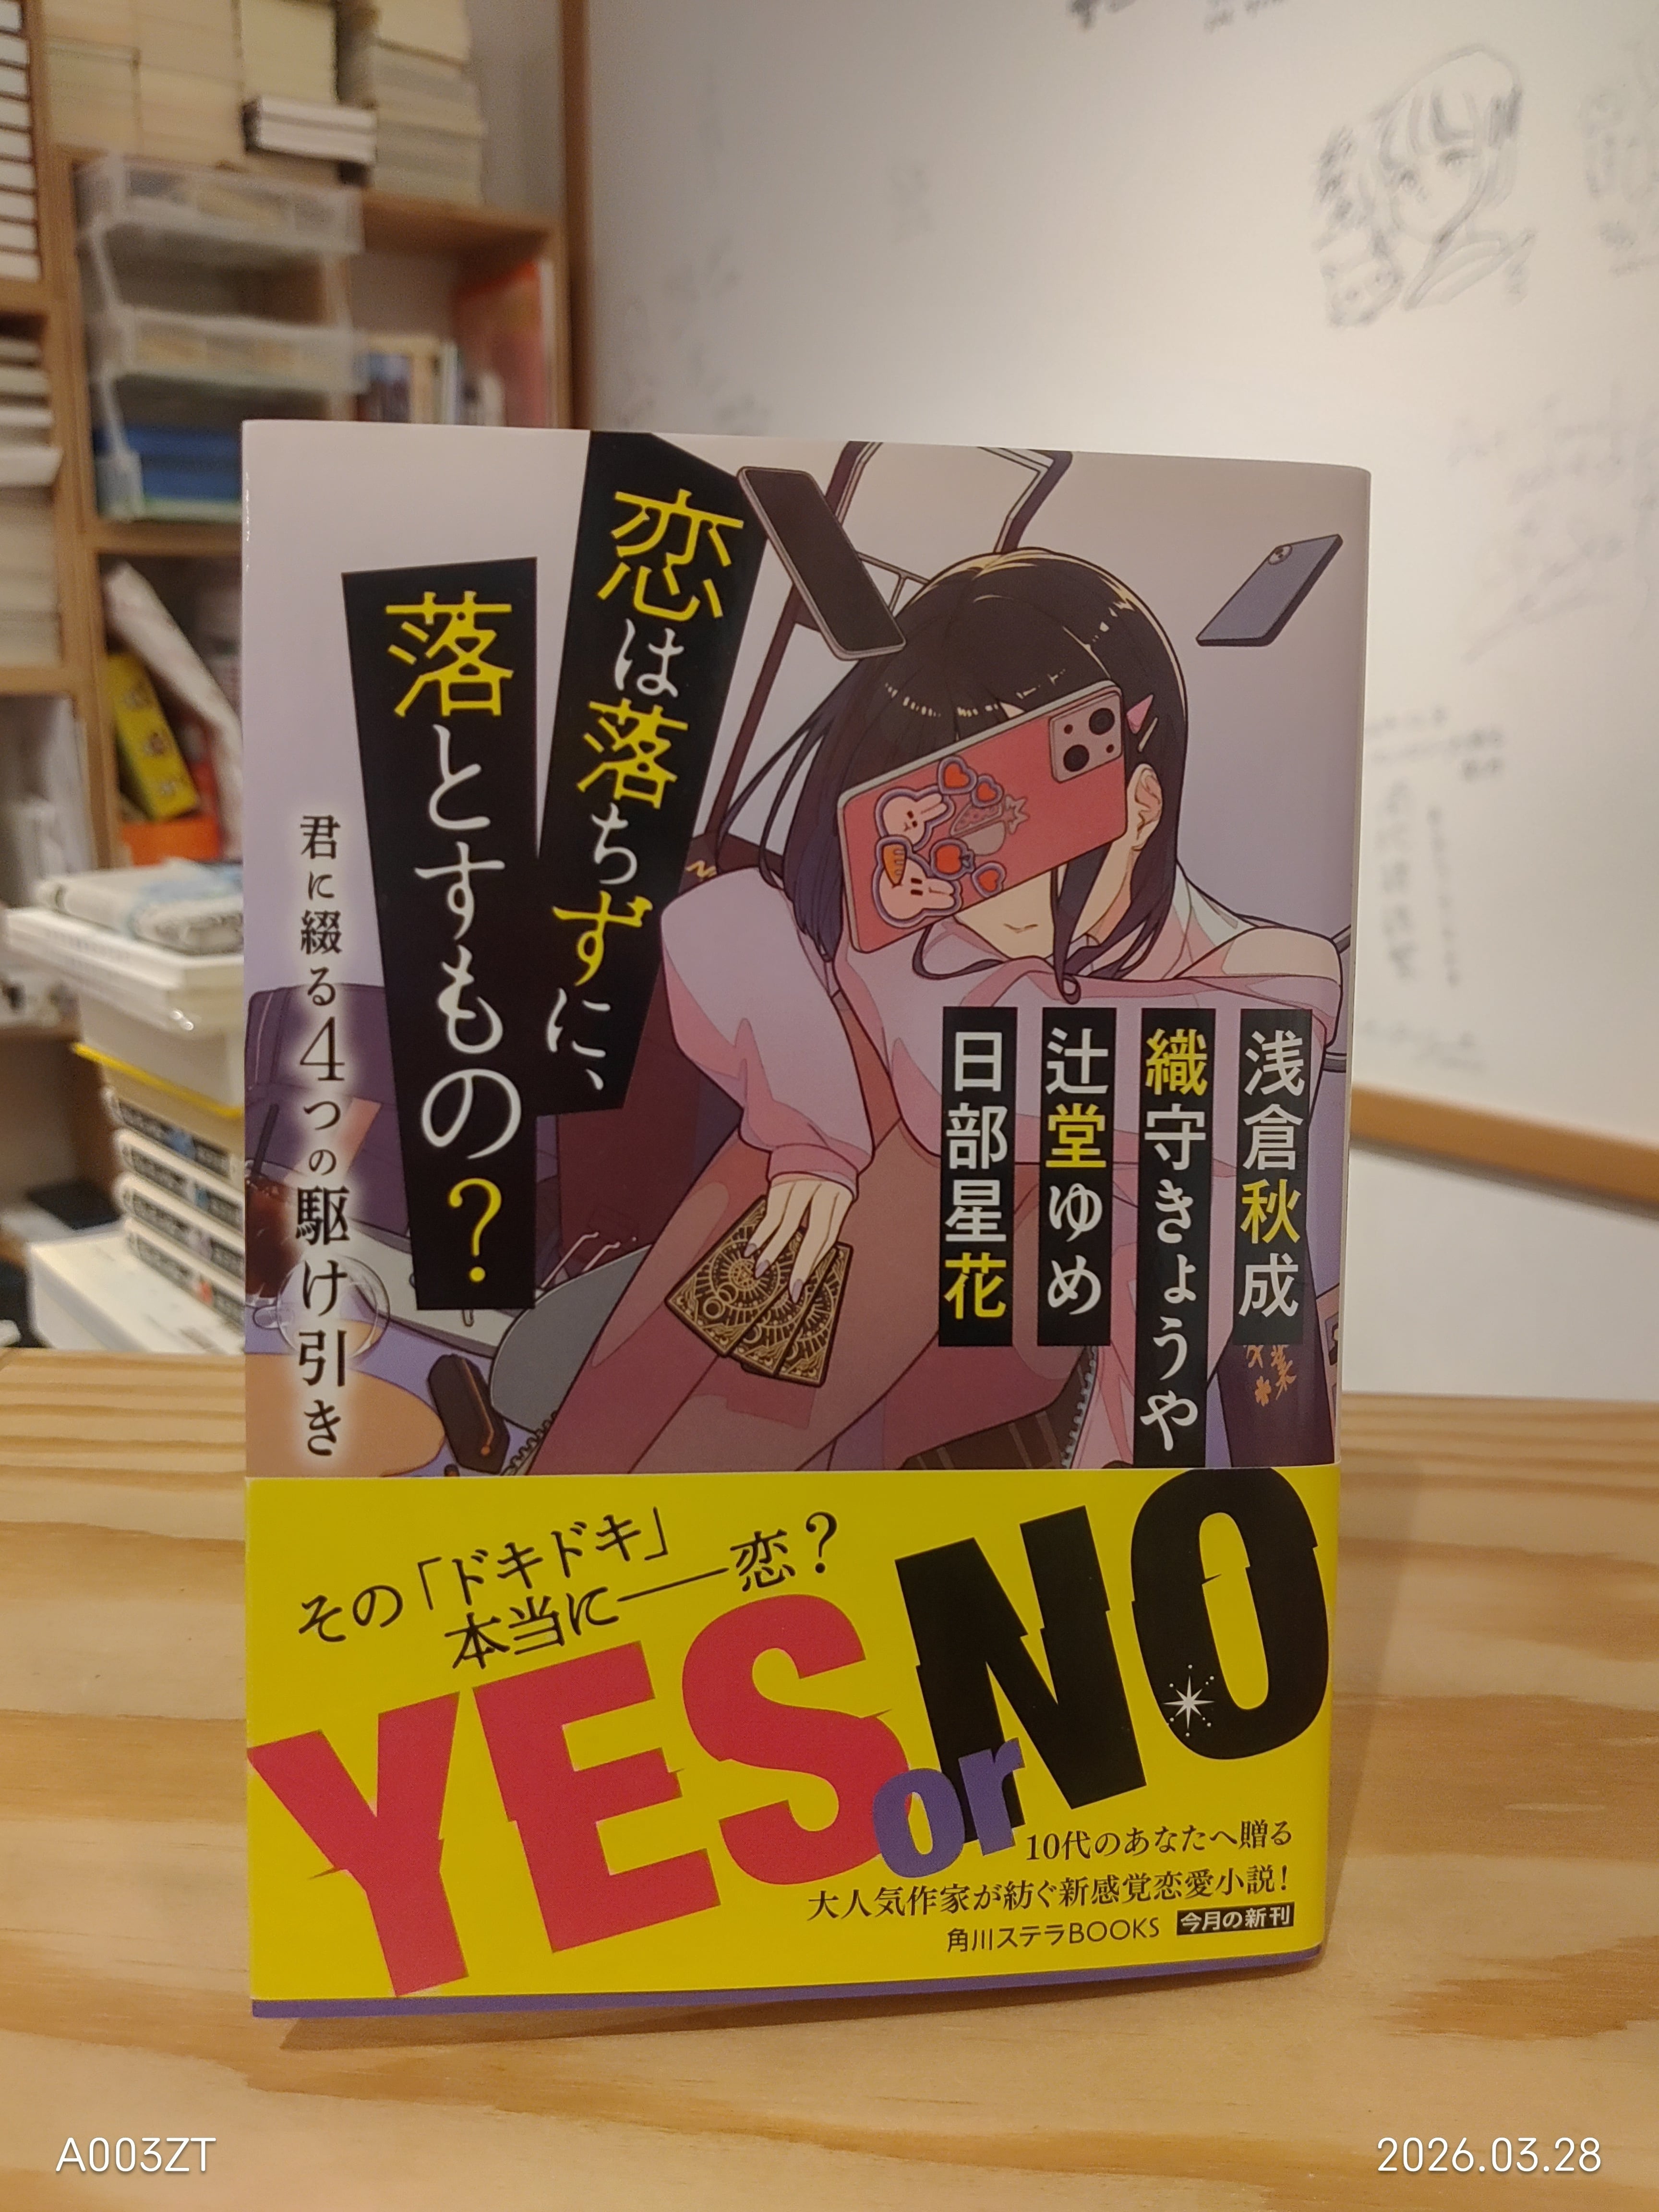 恋は落ちずに、
落とすもの？
君に綴る4つの駆け引き
浅倉秋成
織守きょうや
辻堂ゆめ
日部星花
その「ドキドキ」
本当に――恋？
YES or NO
10代のあなたへ贈る
大人気作家が紡ぐ新感覚恋愛小説！
角川ステラBOOKS 今月の新刊
A003ZT
2026.03.28